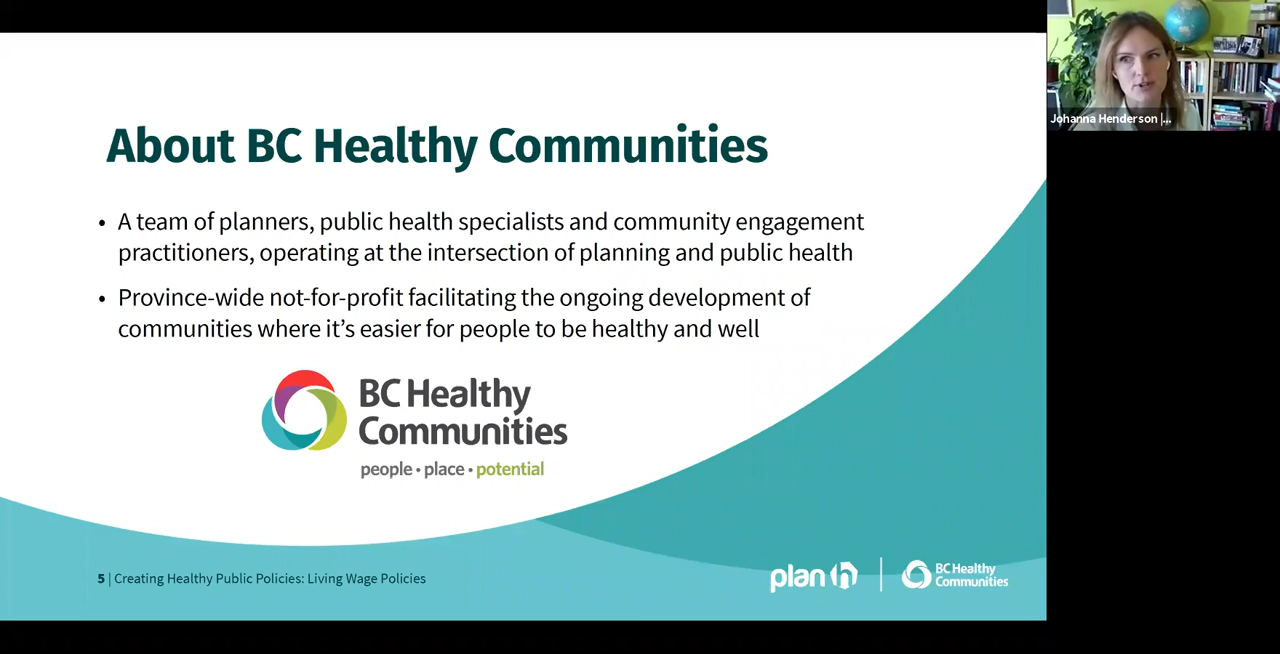 About BC Healthy Communities
• A team of planners, public health specialists and community engagement
practitioners, operating at the intersection of planning and public health
• Province-wide not-for-profit facilitating the ongoing development of
communities where it’s easier for people to be healthy and well
BC Healthy
Communities
people • place • potential
5 | Creating Healthy Public Policies: Living Wage Policies
plan h
BC Healthy
Communities
Johanna Henderson |...